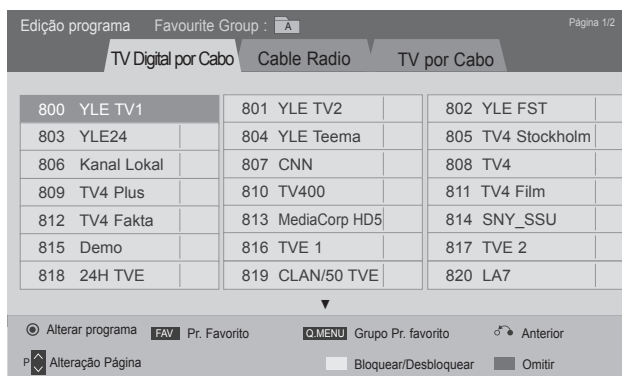 Edição programa Favourite Group : A Página 1/2
TV Digital por Cabo Cable Radio TV por Cabo
800 YLE TV1 801 YLE TV2 802 YLE FST
803 YLE24 804 YLE Teema 805 TV4 Stockholm
806 Kanal Lokal 807 CNN 808 TV4
809 TV4 Plus 810 TV400 811 TV4 Film
812 TV4 Fakta 813 MediaCorp HD5 814 SNY_SSU
815 Demo 816 TVE 1 817 TVE 2
818 24H TVE 819 CLAN/50 TVE 820 LA7
Alterar programa FAV Pr. Favorito Q.MENU Grupo Pr. favorito Anterior
P Alteração Página Bloquear/Desbloquear Omitir